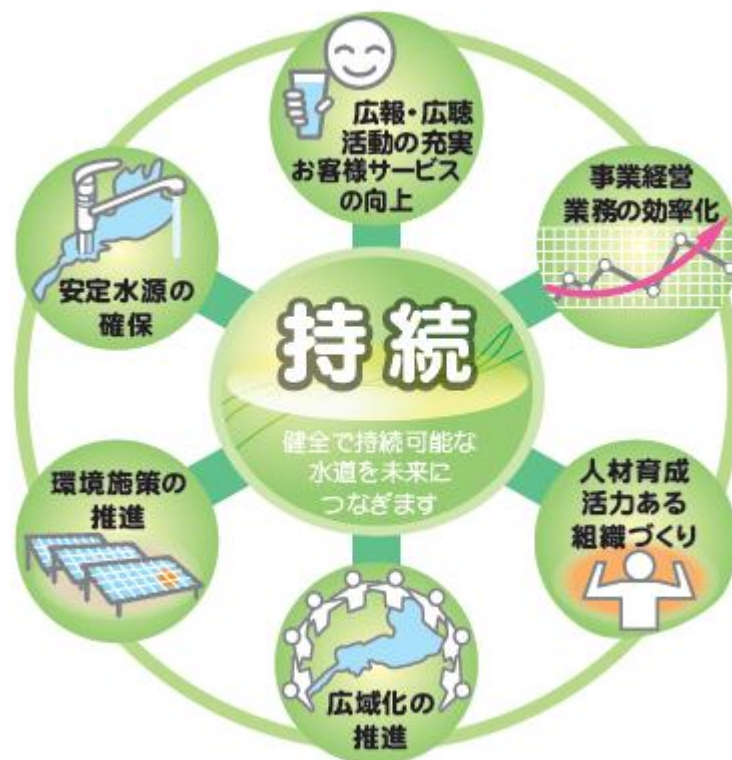 広報・広聴
活動の充実
お客様サービス
の向上
事業経営
業務の効率化
安定水源の
確保
持続
健全で持続可能な
水道を未来に
つなぎます
環境施策の
推進
人材育成
活力ある
組織づくり
広域化の
推進